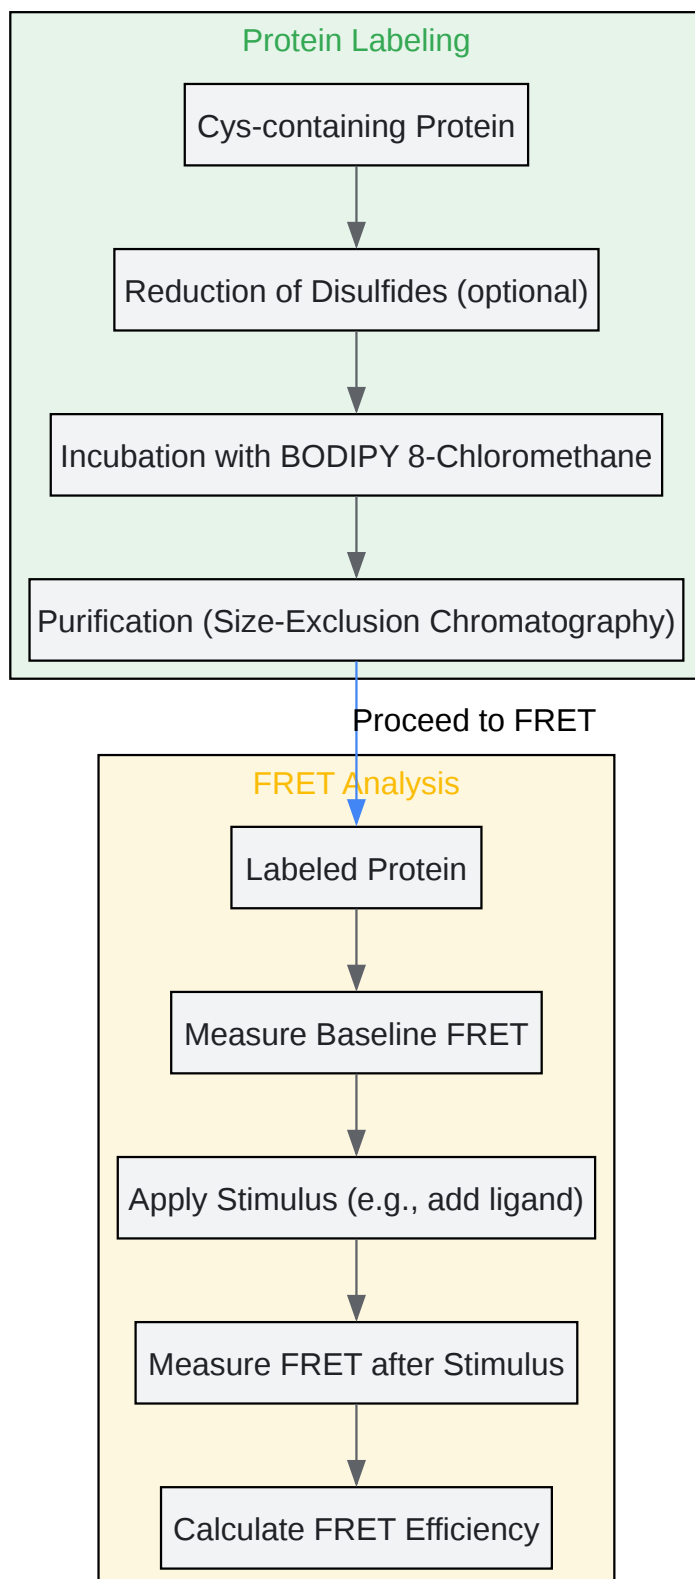 Protein Labeling
Cys-containing Protein
Reduction of Disulfides (optional)
Incubation with BODIPY 8-Chloromethane
Purification (Size-Exclusion Chromatography)
Proceed to FRET
FRET Analysis
Labeled Protein
Measure Baseline FRET
Apply Stimulus (e.g., add ligand)
Measure FRET after Stimulus
Calculate FRET Efficiency